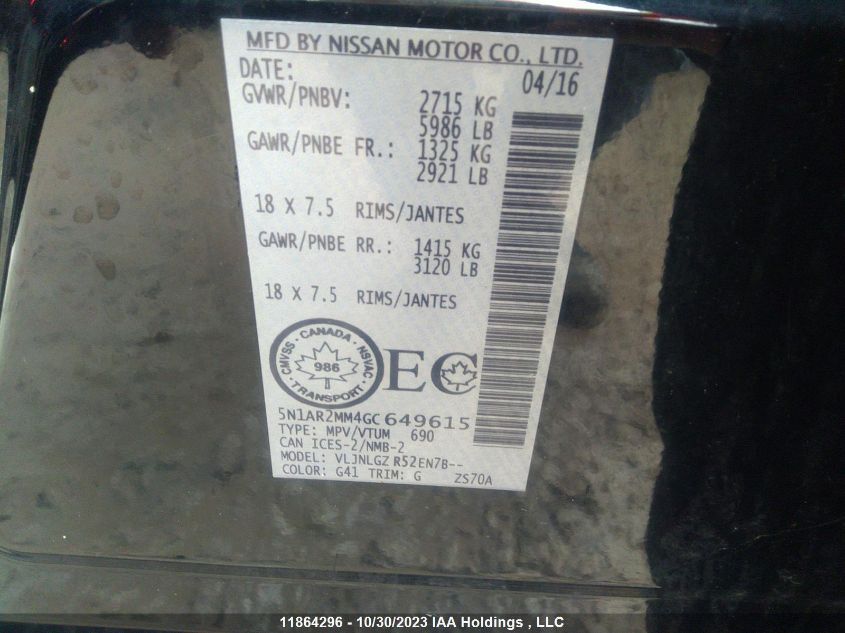 MFD BY NISSAN MOTOR CO., LTD.
DATE: 04/16
GVWR/PNBV: 2715 KG
5986 LB
GAWR/PNBE FR.: 1325 KG
2921 LB
18 X 7.5 RIMS/JANTES
GAWR/PNBE RR.: 1415 KG
3120 LB
18 X 7.5 RIMS/JANTES
CMVSS · CANADA · NSVAC · TRANSPORT ·
986
EC
5N1AR2MM4GC649615
TYPE: MPV/VTUM 690
CAN ICES-2/NMB-2
MODEL: VLJNLGZ R52EN7B--
COLOR: G41 TRIM: G ZS70A
11864296 - 10/30/2023 IAA Holdings , LLC